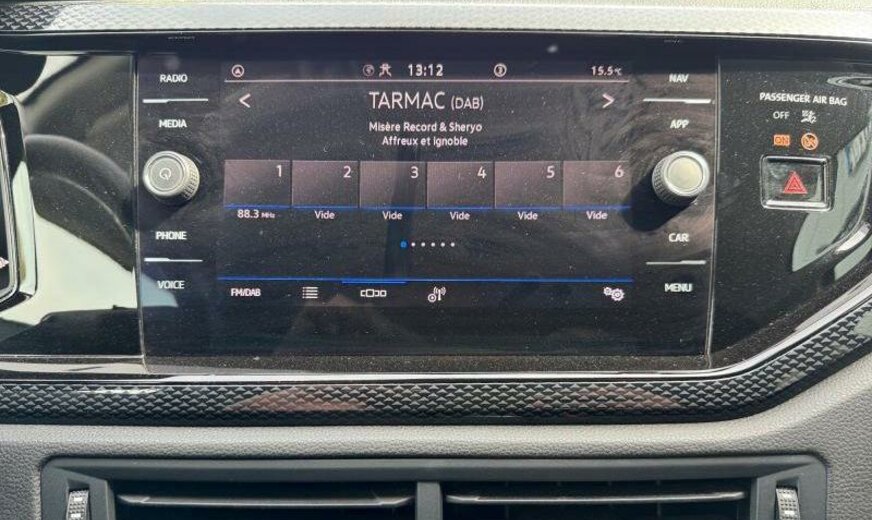 RADIO
MEDIA
PHONE
VOICE
13:12
15.5°C
TARMAC (DAB)
Misère Record & Sheryo
Affreux et ignoble
1 2 3 4 5 6
88.3 MHz Vide Vide Vide Vide Vide
FM/DAB
NAV
APP
CAR
MENU
PASSENGER AIR BAG
OFF
ON